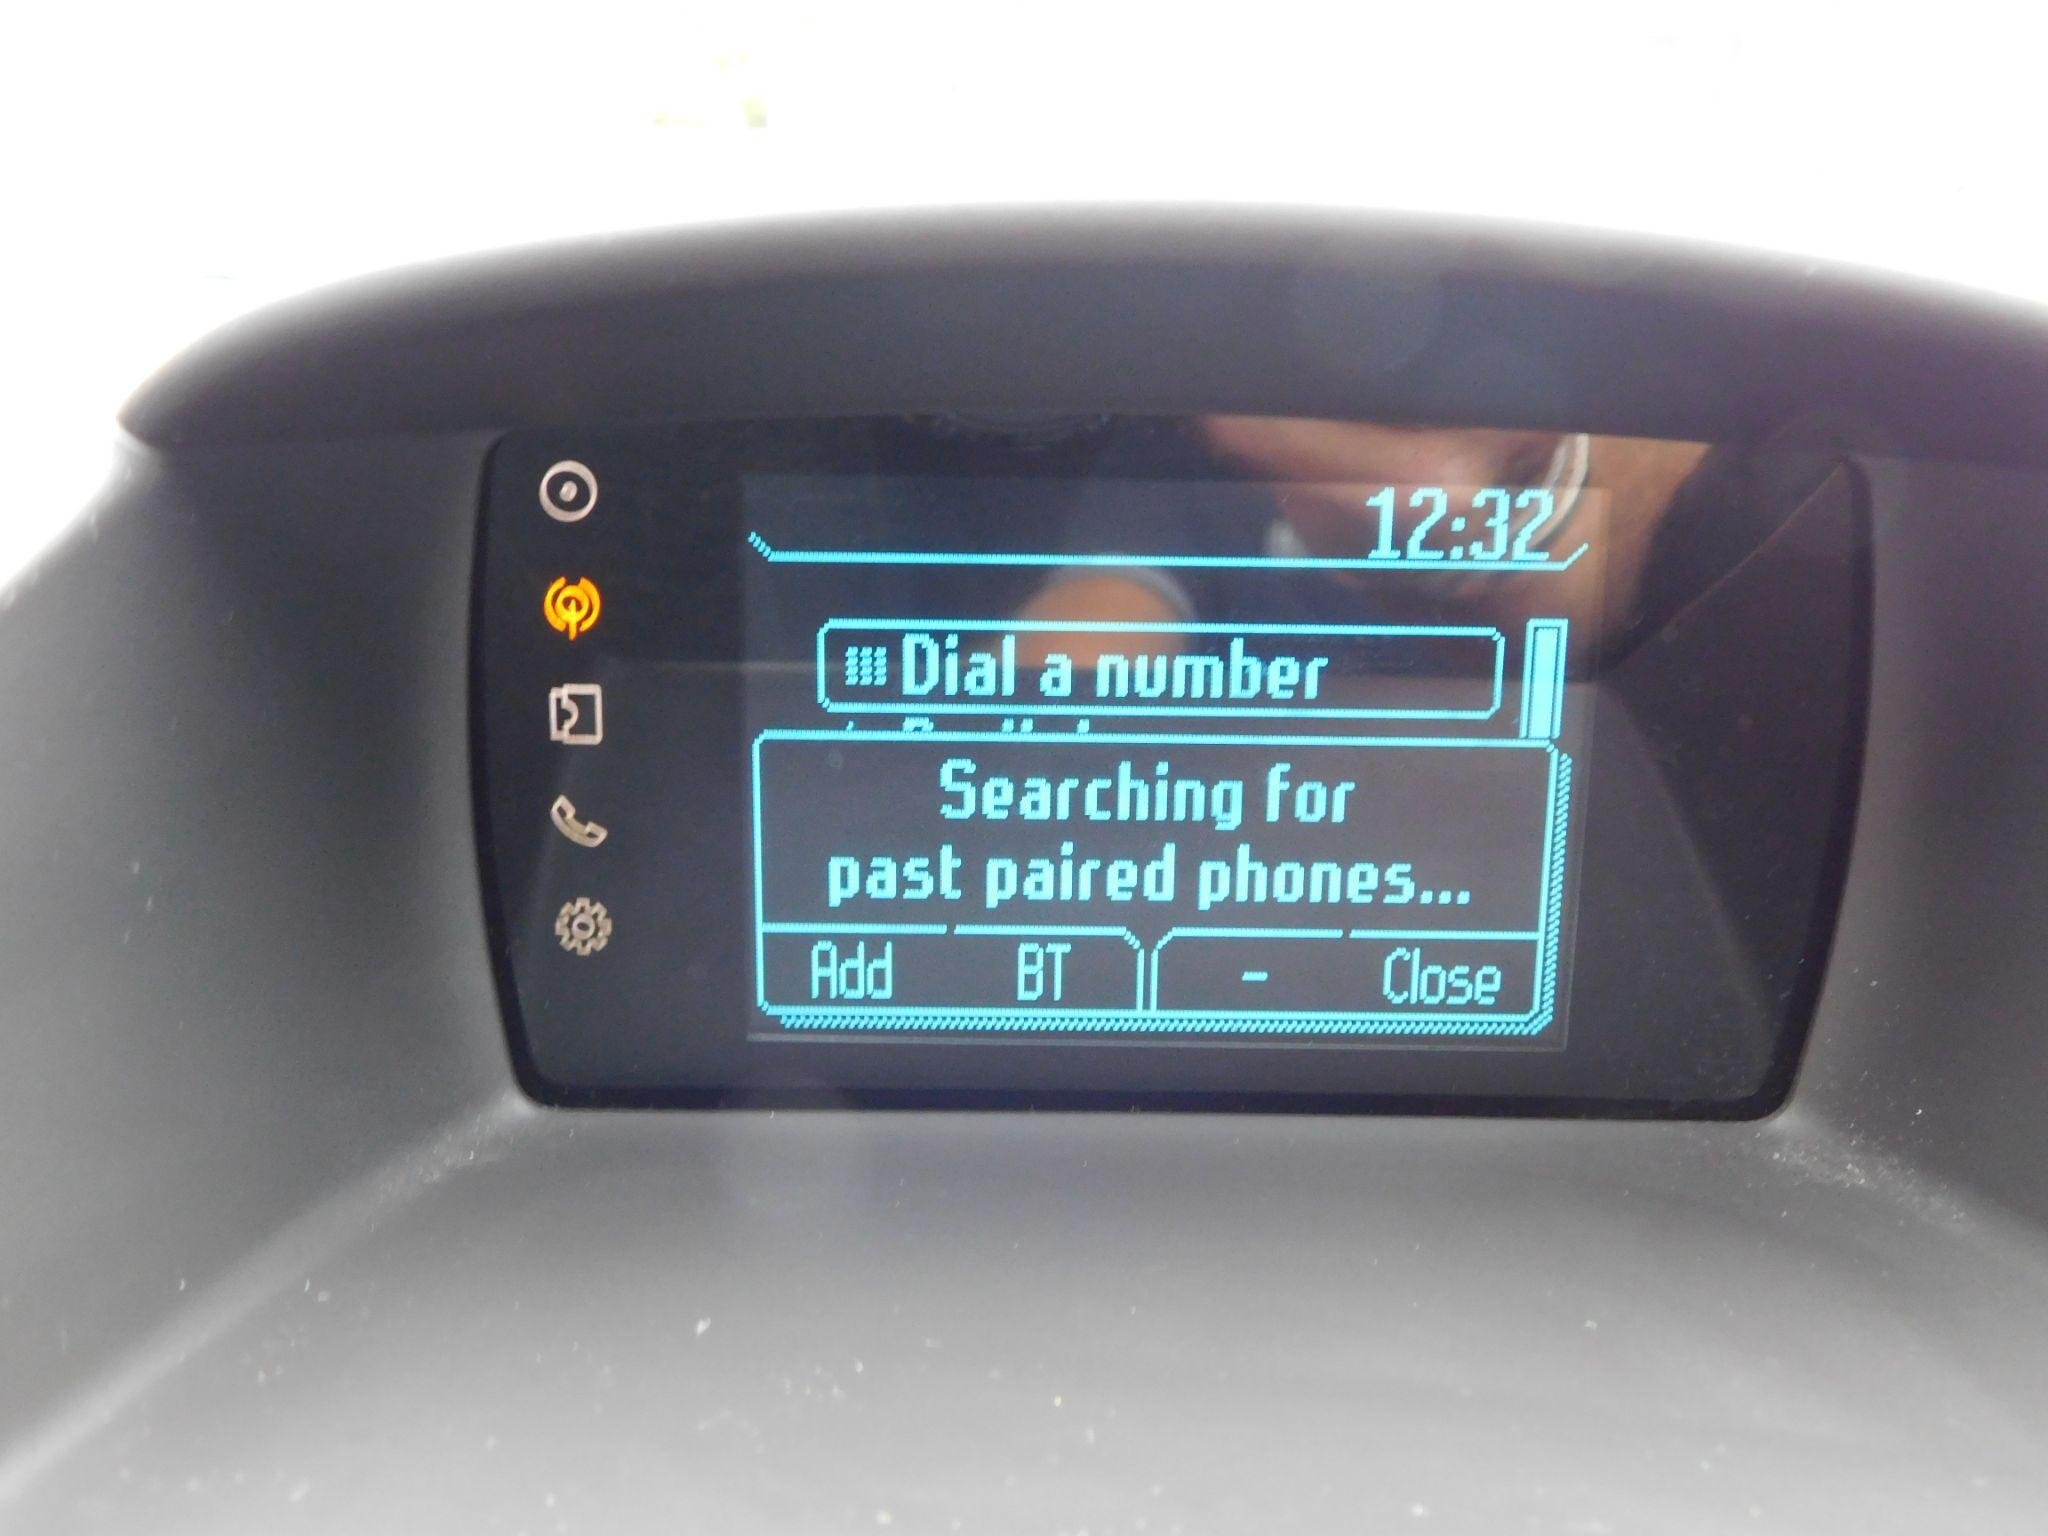 12:32
Dial a number
Searching for
past paired phones...
Add BT - Close